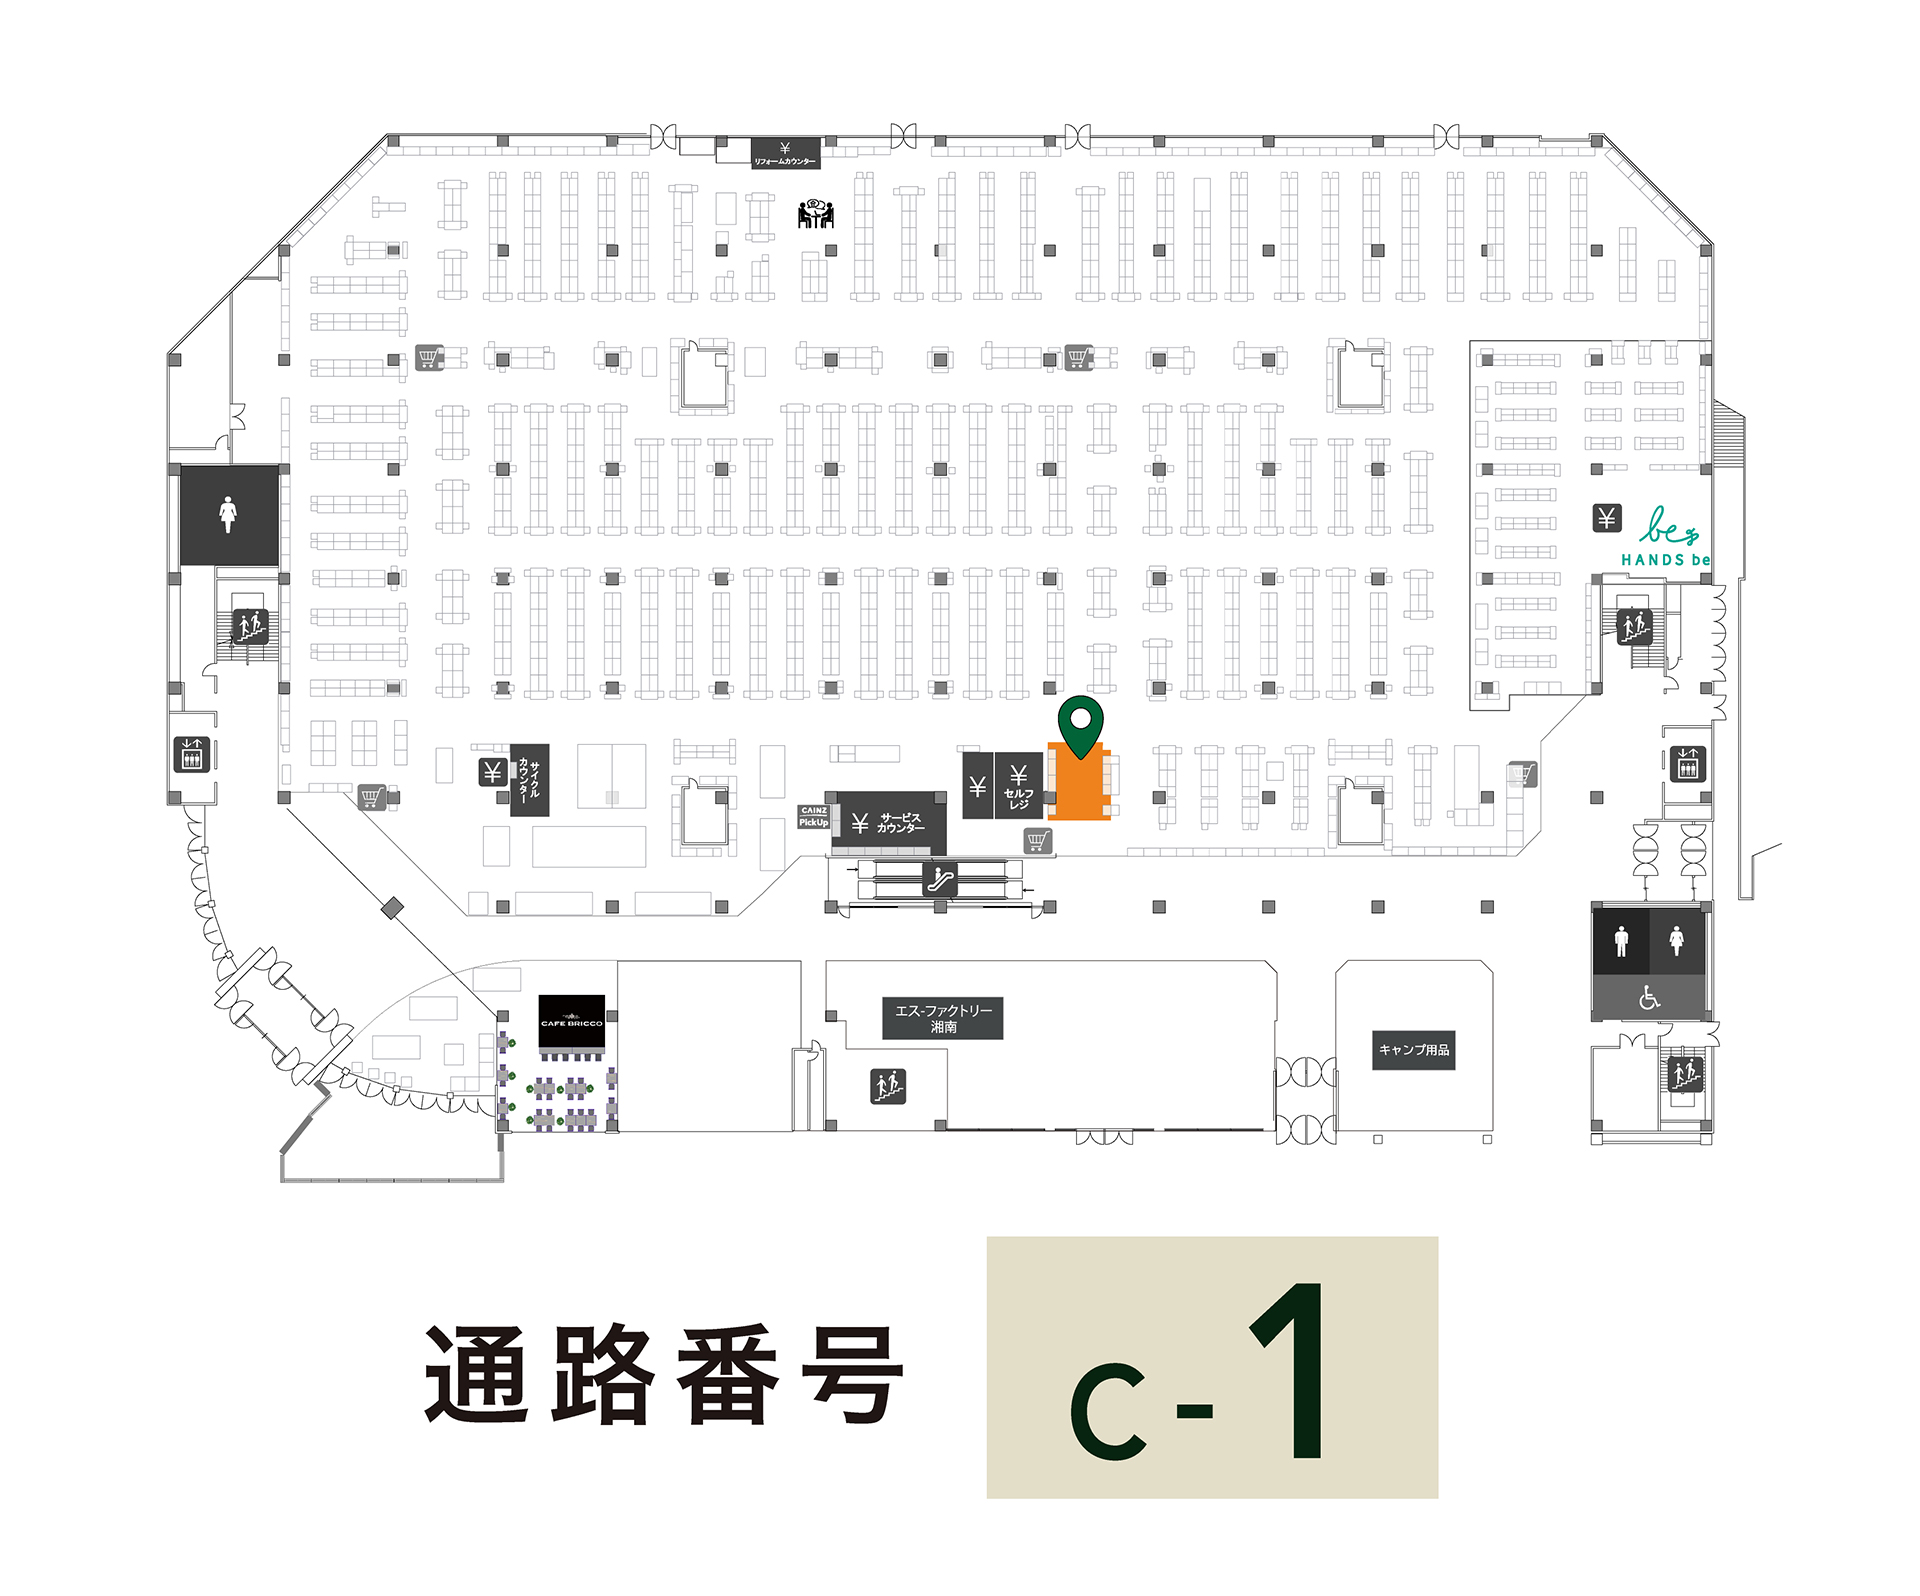 ¥
リフォームカウンター
¥
be
HANDS be
¥
サイクル
カウンター
¥
¥
セルフ
レジ
CAINZ
PickUp
¥
サービス
カウンター
エス-ファクトリー
湘南
キャンプ用品
CAFE BRICCO
通路番号
C-1